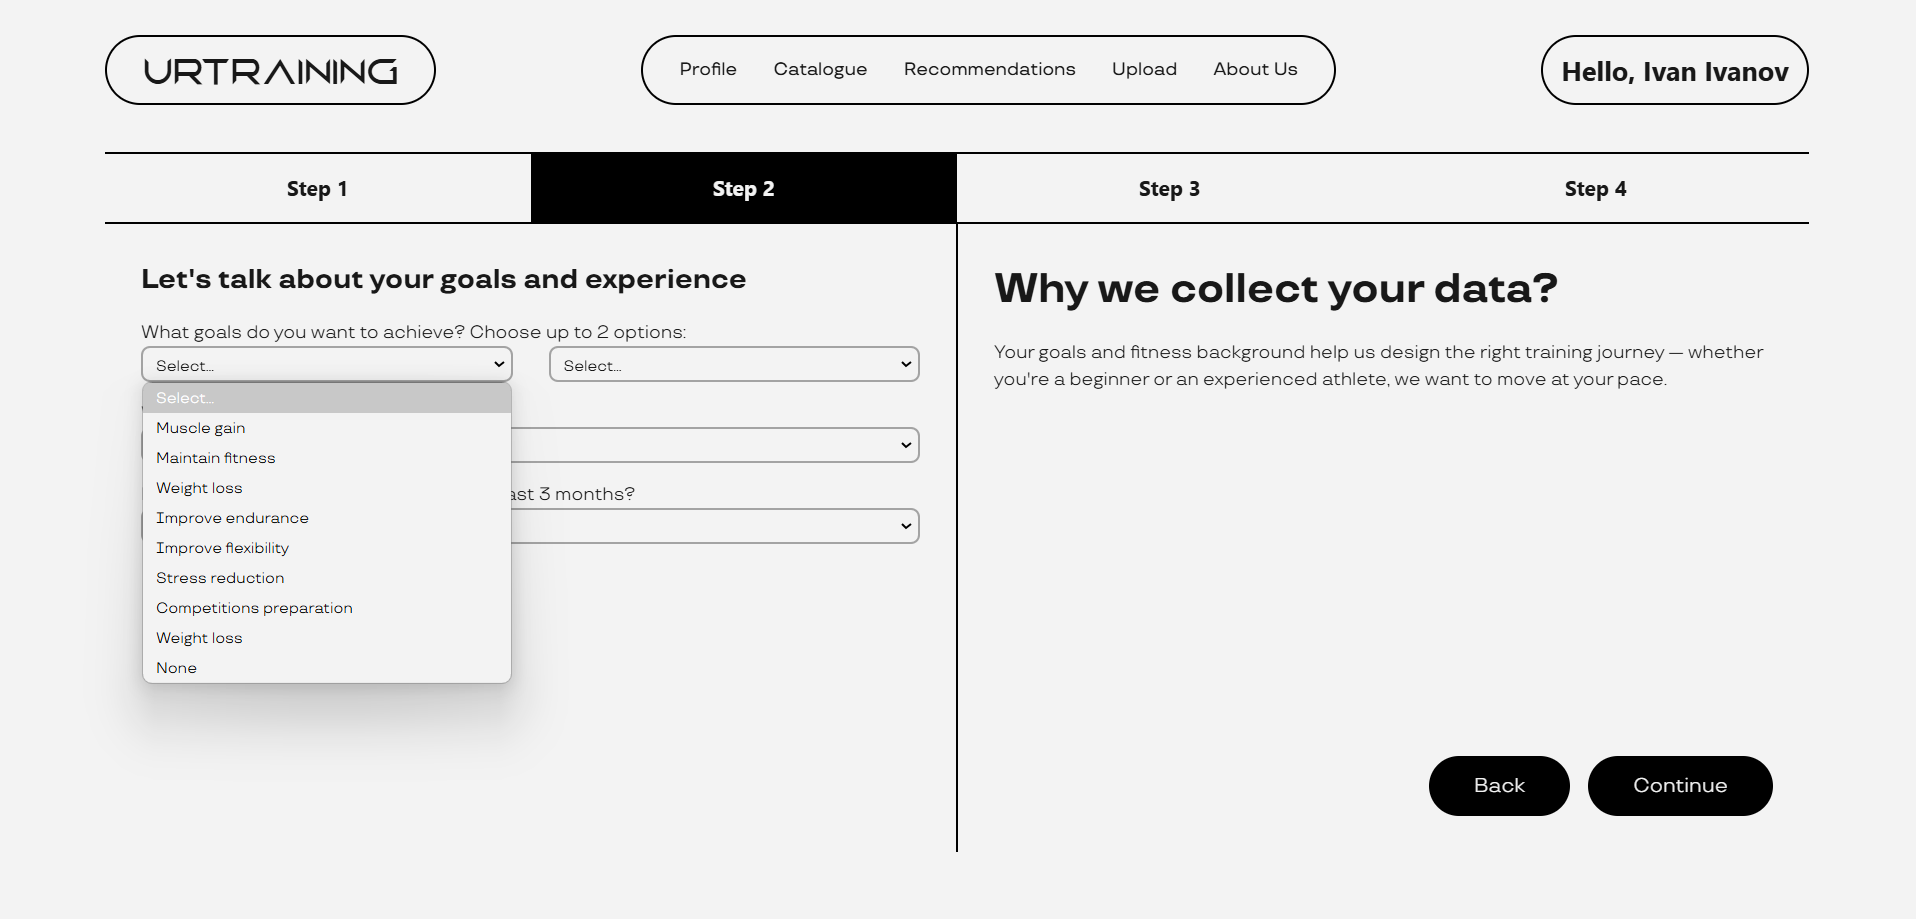 URTRAINING
Profile Catalogue Recommendations Upload About Us
Hello, Ivan Ivanov
Step 1
Step 2
Step 3
Step 4
Let's talk about your goals and experience
What goals do you want to achieve? Choose up to 2 options:
Select...
Select...
Select...
Muscle gain
Maintain fitness
Weight loss
Improve endurance
Improve flexibility
Stress reduction
Competitions preparation
Weight loss
None
3 months?
Why we collect your data?
Your goals and fitness background help us design the right training journey — whether
you're a beginner or an experienced athlete, we want to move at your pace.
Back
Continue